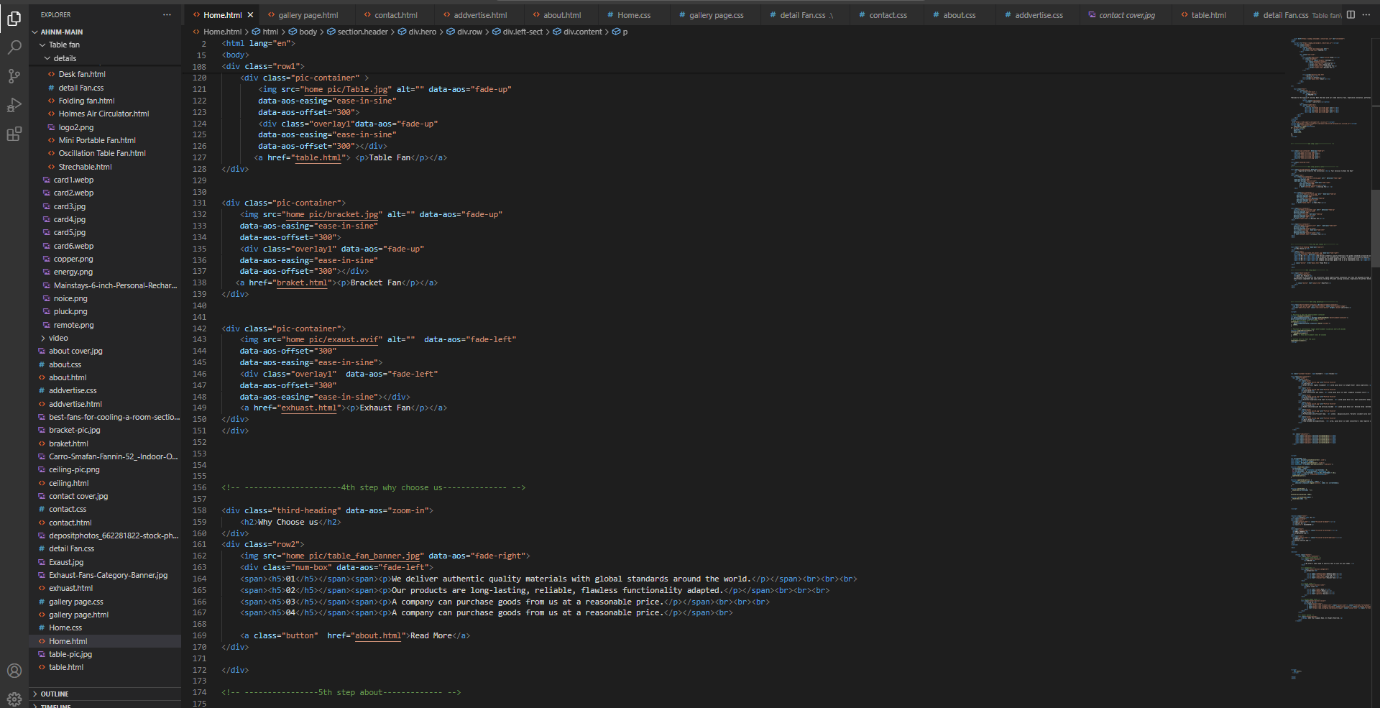 EXPLORER
···
AHNM-MAIN
Table fan
details
Desk fan.html
detail Fan.css
Folding fan.html
Holmes Air Circulator.html
logo2.png
Mini Portable Fan.html
Oscillation Table Fan.html
Strechable.html
card1.webp
card2.webp
card3.jpg
card4.jpg
card5.jpg
card6.webp
copper.png
energy.png
Mainstays-6-inch-Personal-Rechar...
noice.png
pluck.png
remote.png
video
about cover.jpg
about.css
about.html
addvertise.css
addvertise.html
best-fans-for-cooling-a-room-sectio...
bracket-pic.jpg
braket.html
Carro-Smafar-Fannin-52_-Indoor-O...
ceiling-pic.png
ceiling.html
contact cover.jpg
contact.css
contact.html
depositphotos_662281822-stock-ph...
detail Fan.css
Exaust.jpg
Exhaust-Fans-Category-Banner.jpg
exhuast.html
gallery page.css
gallery page.html
Home.css
Home.html
table-pic.jpg
table.html
OUTLINE
TIMELINE
Home.html gallery page.html contact.html addvertise.html about.html Home.css gallery page.css detail Fan.css .\ contact.css about.css addvertise.css contact cover.jpg table.html detail Fan.css Table fan\
Home.html > html > body > section.header > div.hero > div.row > div.left-sect > div.content > p
2 <html lang="en">
15 <body>
108 <div class="row1">
120 <div class="pic-container" >
121 <img src="home pic/Table.jpg" alt="" data-aos="fade-up"
122 data-aos-easing="ease-in-sine"
123 data-aos-offset="300">
124 <div class="overlay1"data-aos="fade-up"
125 data-aos-easing="ease-in-sine"
126 data-aos-offset="300"></div>
127 <a href="table.html"> <p>Table Fan</p></a>
128 </div>
129
130
131 <div class="pic-container">
132 <img src="home pic/bracket.jpg" alt="" data-aos="fade-up"
133 data-aos-easing="ease-in-sine"
134 data-aos-offset="300">
135 <div class="overlay1" data-aos="fade-up"
136 data-aos-easing="ease-in-sine"
137 data-aos-offset="300"></div>
138 <a href="braket.html"><p>Bracket Fan</p></a>
139 </div>
140
141
142 <div class="pic-container">
143 <img src="home pic/exaust.avif" alt="" data-aos="fade-left"
144 data-aos-offset="300"
145 data-aos-easing="ease-in-sine">
146 <div class="overlay1" data-aos="fade-left"
147 data-aos-offset="300"
148 data-aos-easing="ease-in-sine"></div>
149 <a href="exhuast.html"><p>Exhaust Fan</p></a>
150 </div>
151 </div>
152
153
154
155
156 <!-- ---------------------4th step why choose us-------------- -->
157
158 <div class="third-heading" data-aos="zoom-in">
159 <h2>Why Choose us</h2>
160 </div>
161 <div class="row2">
162 <img src="home pic/table_fan_banner.jpg" data-aos="fade-right">
163 <div class="num-box" data-aos="fade-left">
164 <span><h5>01</h5></span><span><p>We deliver authentic quality materials with global standards around the world.</p></span><br><br><br>
165 <span><h5>02</h5></span><span><p>Our products are long-lasting, reliable, flawless functionality adapted.</p></span><br><br><br>
166 <span><h5>03</h5></span><span><p>A company can purchase goods from us at a reasonable price.</p></span><br><br><br>
167 <span><h5>04</h5></span><span><p>A company can purchase goods from us at a reasonable price.</p></span><br>
168
169 <a class="button" href="about.html">Read More</a>
170 </div>
171
172 </div>
173
174 <!-- ----------------5th step about------------- -->
175